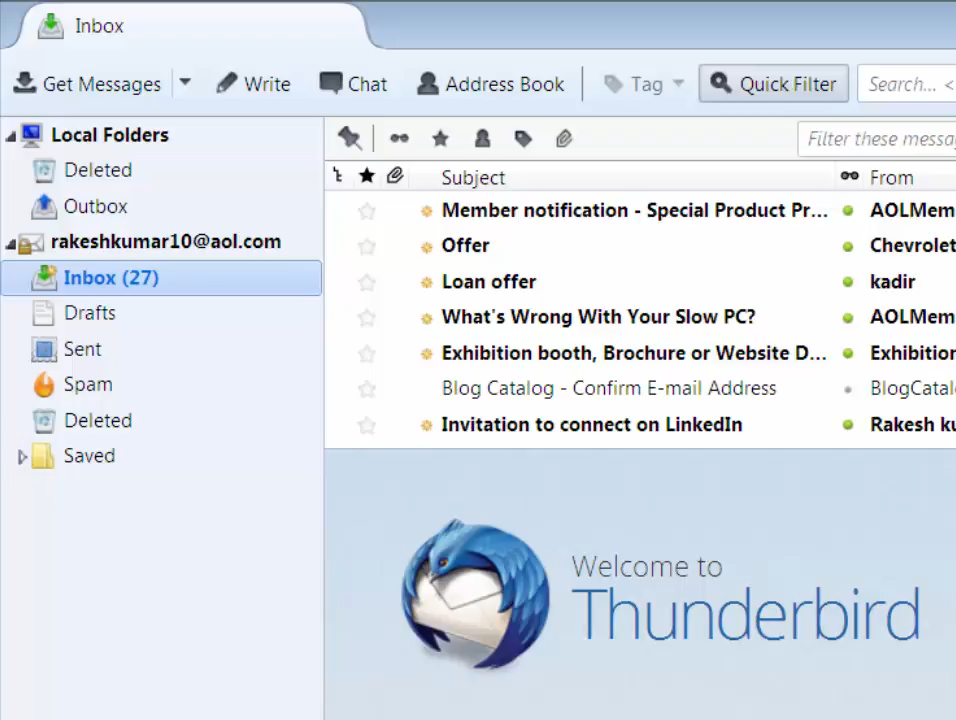 Inbox
Get Messages Write Chat Address Book Tag Quick Filter Search... <
Local Folders
Deleted
Outbox
rakeshkumar10@aol.com
Inbox (27)
Drafts
Sent
Spam
Deleted
Saved
Filter these messa
Subject From
Member notification - Special Product Pr... AOLMem
Offer Chevrolet
Loan offer kadir
What's Wrong With Your Slow PC? AOLMem
Exhibition booth, Brochure or Website D... Exhibition
Blog Catalog - Confirm E-mail Address BlogCatal
Invitation to connect on LinkedIn Rakesh ku
Welcome to
Thunderbird